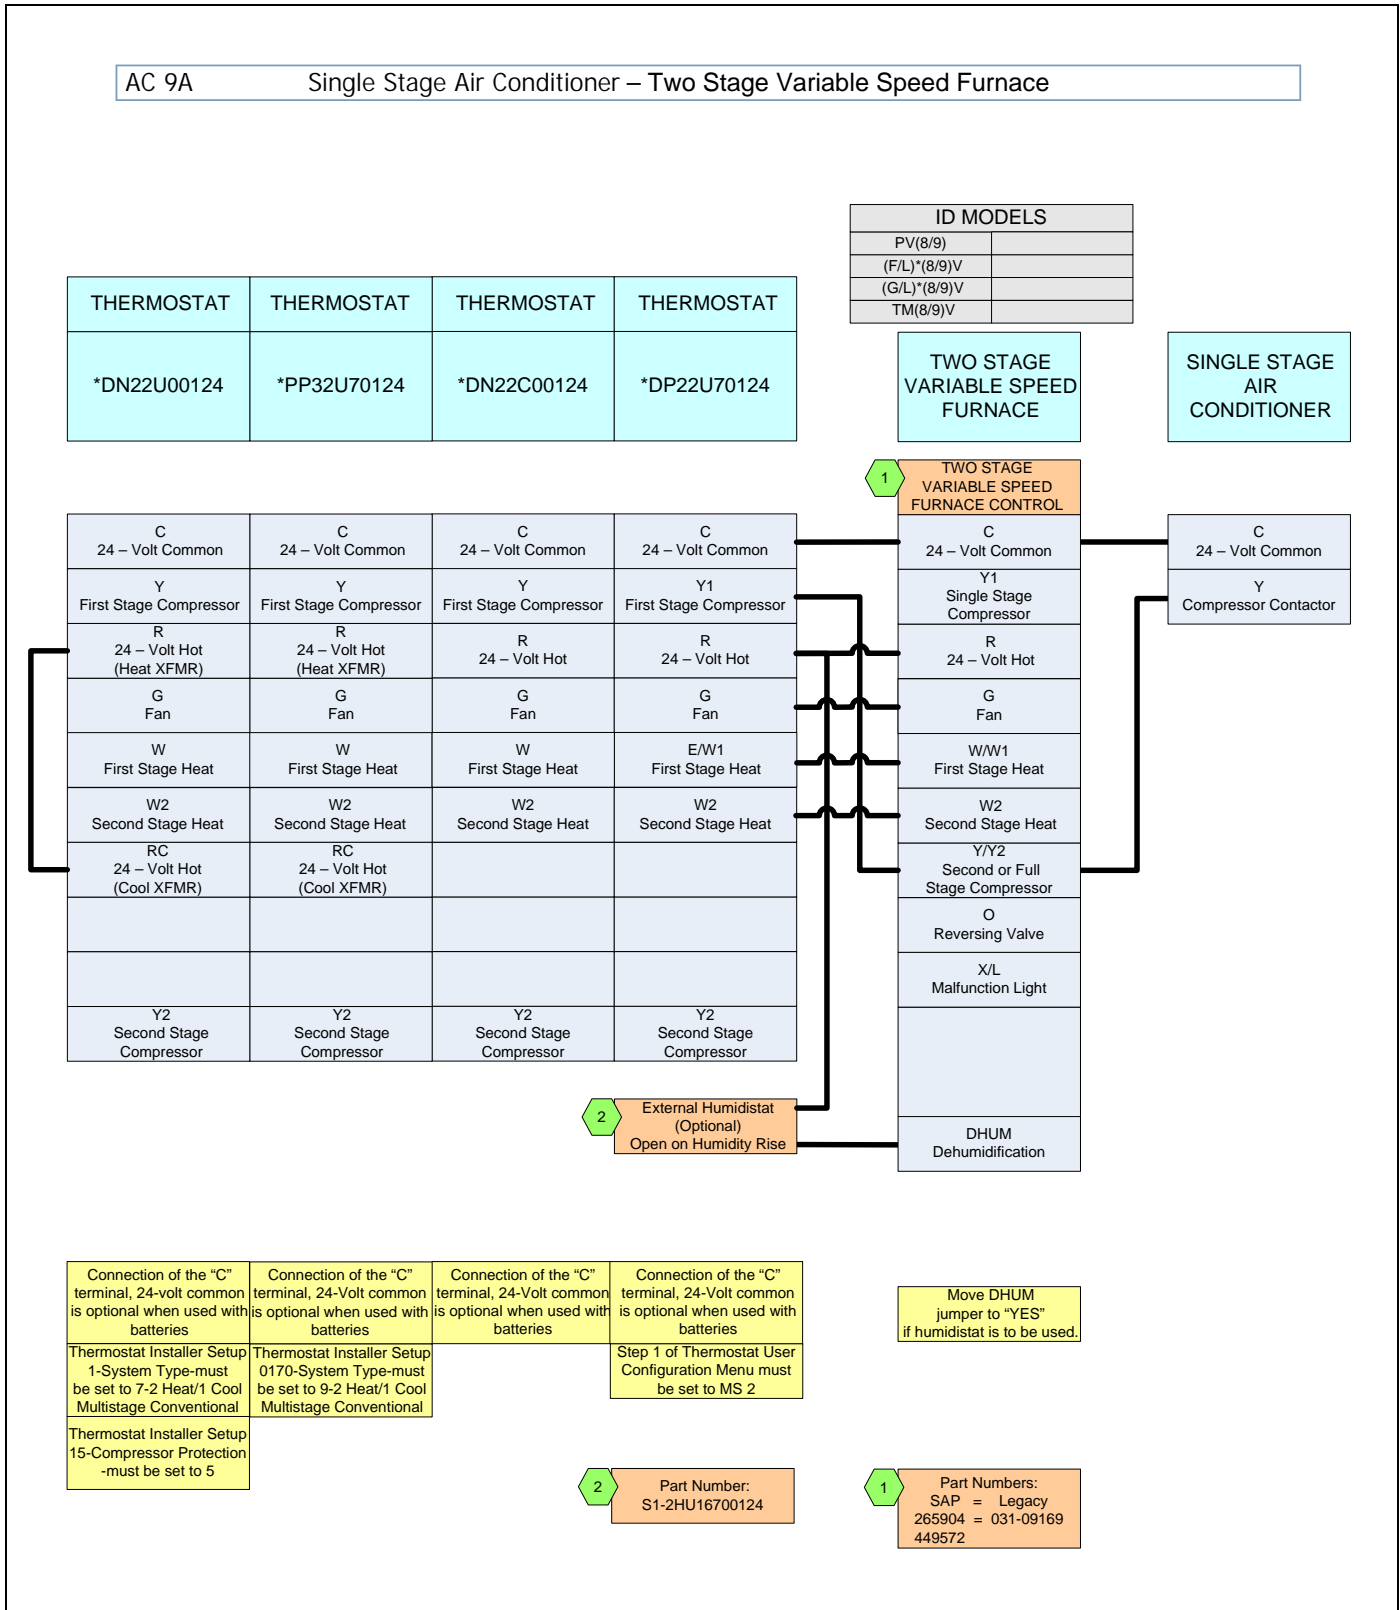 AC 9A Single Stage Air Conditioner – Two Stage Variable Speed Furnace
ID MODELS
PV(8/9)
(F/L)*(8/9)V
(G/L)*(8/9)V
TM(8/9)V
THERMOSTAT
THERMOSTAT
THERMOSTAT
THERMOSTAT
*DN22U00124
*PP32U70124
*DN22C00124
*DP22U70124
TWO STAGE
VARIABLE SPEED
FURNACE
SINGLE STAGE
AIR
CONDITIONER
1
TWO STAGE
VARIABLE SPEED
FURNACE CONTROL
C
24 – Volt Common
C
24 – Volt Common
C
24 – Volt Common
C
24 – Volt Common
C
24 – Volt Common
C
24 – Volt Common
Y
First Stage Compressor
Y
First Stage Compressor
Y
First Stage Compressor
Y1
First Stage Compressor
Y1
Single Stage
Compressor
Y
Compressor Contactor
R
24 – Volt Hot
(Heat XFMR)
R
24 – Volt Hot
(Heat XFMR)
R
24 – Volt Hot
R
24 – Volt Hot
R
24 – Volt Hot
G
Fan
G
Fan
G
Fan
G
Fan
G
Fan
W
First Stage Heat
W
First Stage Heat
W
First Stage Heat
E/W1
First Stage Heat
W/W1
First Stage Heat
W2
Second Stage Heat
W2
Second Stage Heat
W2
Second Stage Heat
W2
Second Stage Heat
W2
Second Stage Heat
RC
24 – Volt Hot
(Cool XFMR)
RC
24 – Volt Hot
(Cool XFMR)
Y/Y2
Second or Full
Stage Compressor
O
Reversing Valve
X/L
Malfunction Light
Y2
Second Stage
Compressor
Y2
Second Stage
Compressor
Y2
Second Stage
Compressor
Y2
Second Stage
Compressor
2
External Humidistat
(Optional)
Open on Humidity Rise
DHUM
Dehumidification
Connection of the “C”
terminal, 24-volt common
is optional when used with
batteries
Connection of the “C”
terminal, 24-Volt common
is optional when used with
batteries
Connection of the “C”
terminal, 24-Volt common
is optional when used with
batteries
Connection of the “C”
terminal, 24-Volt common
is optional when used with
batteries
Move DHUM
jumper to “YES”
if humidistat is to be used.
Thermostat Installer Setup
1-System Type-must
be set to 7-2 Heat/1 Cool
Multistage Conventional
Thermostat Installer Setup
0170-System Type-must
be set to 9-2 Heat/1 Cool
Multistage Conventional
Step 1 of Thermostat User
Configuration Menu must
be set to MS 2
Thermostat Installer Setup
15-Compressor Protection
-must be set to 5
2
Part Number:
S1-2HU16700124
1
Part Numbers:
SAP = Legacy
265904 = 031-09169
449572